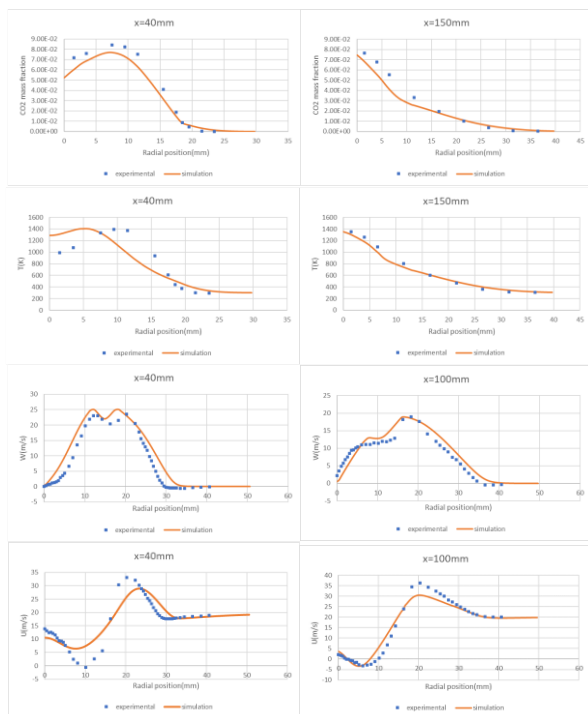 x=40mm
CO2 mass fraction
9.00E-02
8.00E-02
7.00E-02
6.00E-02
5.00E-02
4.00E-02
3.00E-02
2.00E-02
1.00E-02
0.00E+00
0 5 10 15 20 25 30 35
Radial position(mm)
experimental simulation
x=150mm
CO2 mass fraction
9.00E-02
8.00E-02
7.00E-02
6.00E-02
5.00E-02
4.00E-02
3.00E-02
2.00E-02
1.00E-02
0.00E+00
0 5 10 15 20 25 30 35 40 45
Radial position(mm)
experimental simulation
x=40mm
T(K)
1600
1400
1200
1000
800
600
400
200
0
0 5 10 15 20 25 30 35
Radial position(mm)
experimental simulation
x=150mm
T(K)
1600
1400
1200
1000
800
600
400
200
0
0 5 10 15 20 25 30 35 40 45
Radial position(mm)
experimental simulation
x=40mm
W(m/s)
30
25
20
15
10
5
0
-5
0 10 20 30 40 50 60
Radial position(mm)
experimental simulation
x=100mm
W(m/s)
25
20
15
10
5
0
-5
0 10 20 30 40 50 60
Radial position(mm)
experimental simulation
x=40mm
U(m/s)
35
30
25
20
15
10
5
0
-5
0 10 20 30 40 50 60
Radial position(mm)
experimental simulation
x=100mm
U(m/s)
40
35
30
25
20
15
10
5
0
-5
-10
0 10 20 30 40 50 60
Radial position(mm)
experimental simulation